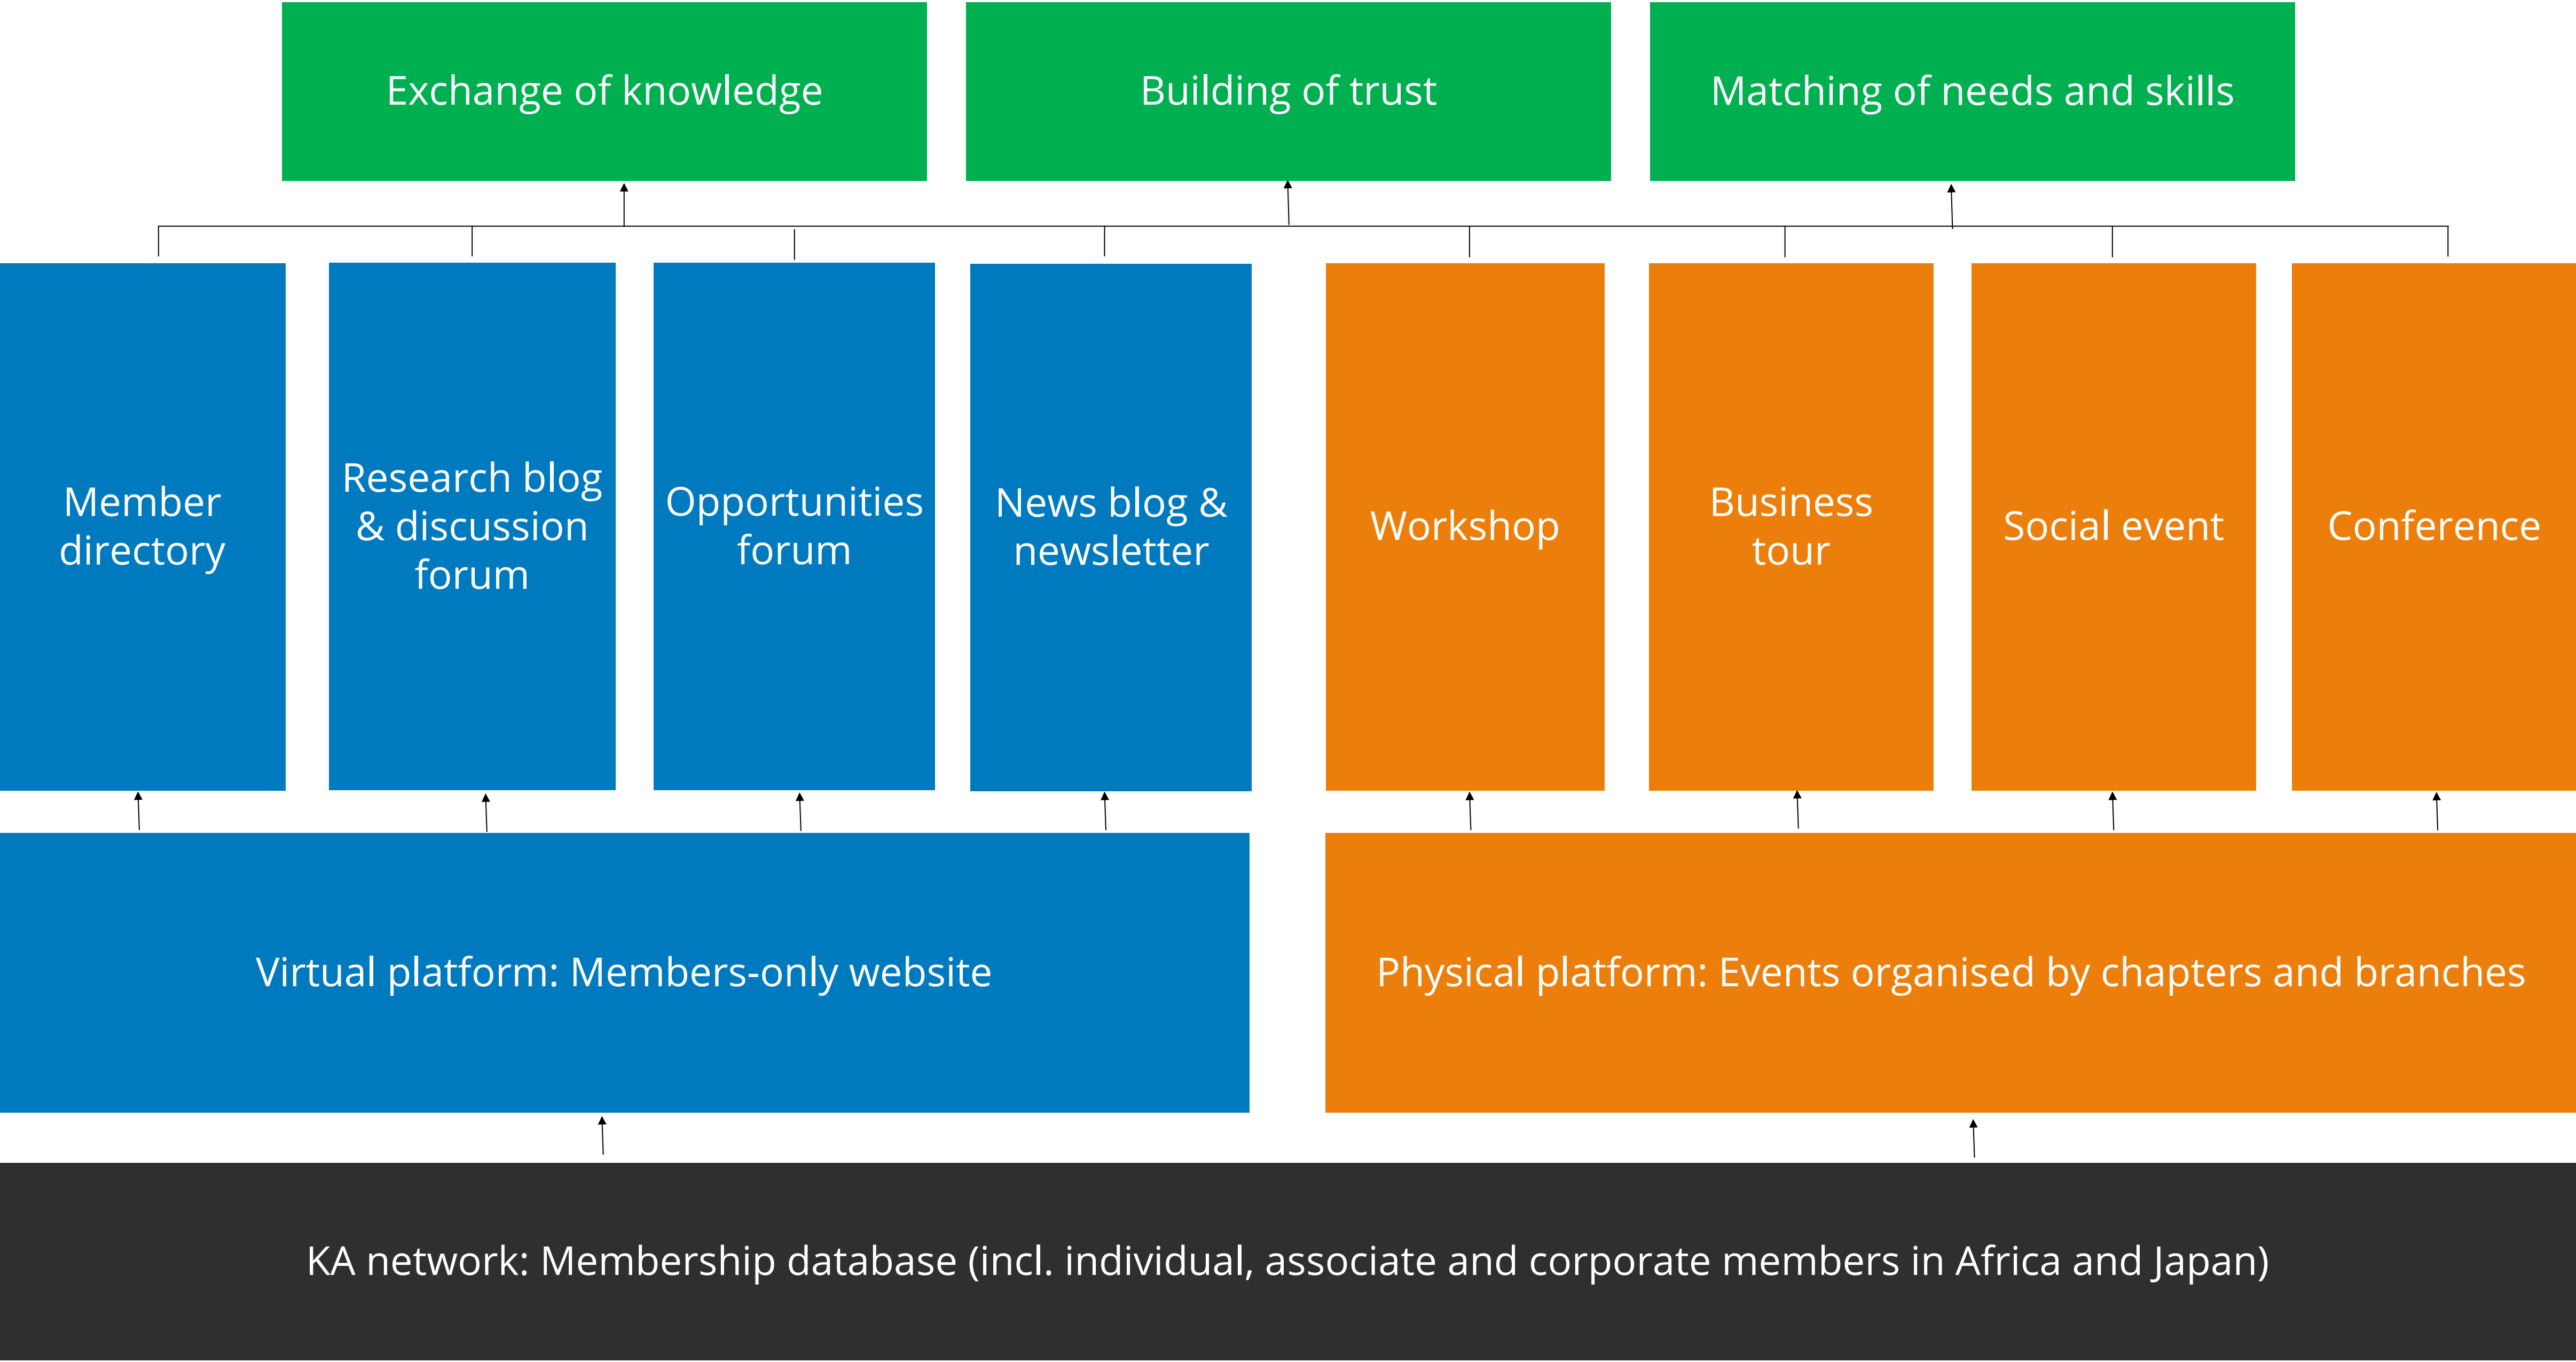 Exchange of knowledge
Building of trust
Matching of needs and skills
Member
directory
Research blog
& discussion
forum
Opportunities
forum
News blog &
newsletter
Workshop
Business
tour
Social event
Conference
Virtual platform: Members-only website
Physical platform: Events organised by chapters and branches
KA network: Membership database (incl. individual, associate and corporate members in Africa and Japan)